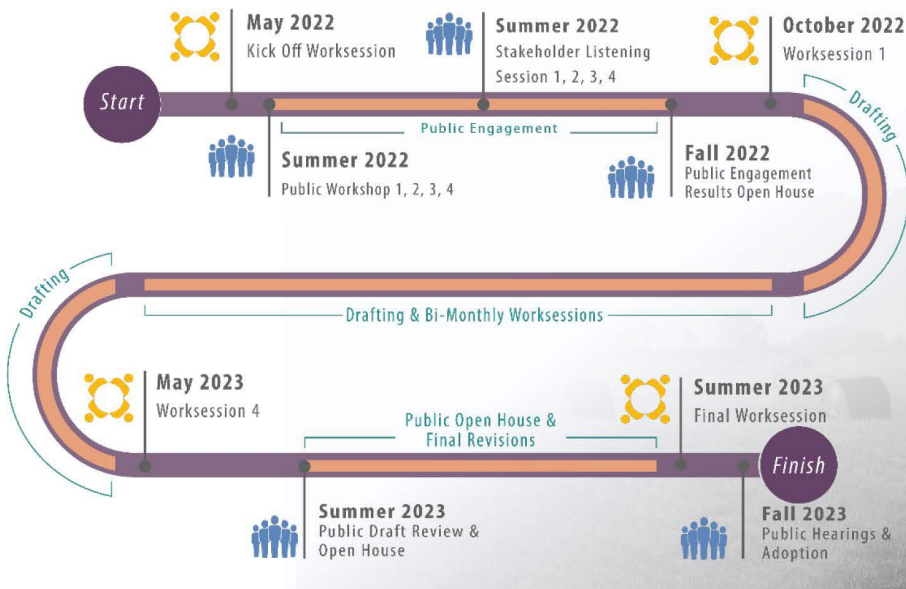 May 2022
Kick Off Worksession
Summer 2022
Stakeholder Listening
Session 1, 2, 3, 4
October 2022
Worksession 1
Start
Public Engagement
Drafting
Summer 2022
Public Workshop 1, 2, 3, 4
Fall 2022
Public Engagement
Results Open House
Drafting
Drafting & Bi-Monthly Worksessions
May 2023
Worksession 4
Public Open House &
Final Revisions
Summer 2023
Final Worksession
Finish
Summer 2023
Public Draft Review &
Open House
Fall 2023
Public Hearings &
Adoption